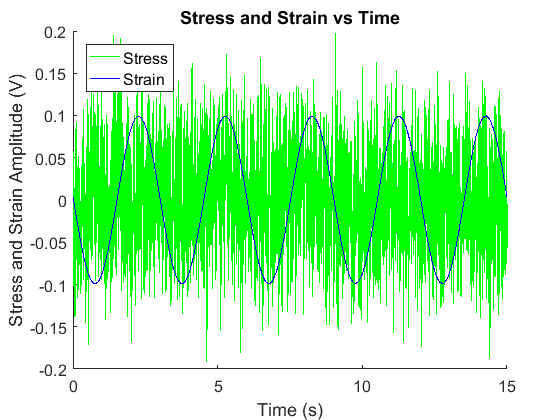 Stress and Strain vs Time
Stress
Strain
0.2
0.15
0.1
0.05
0
-0.05
-0.1
-0.15
-0.2
Stress and Strain Amplitude (V)
0
5
10
15
Time (s)